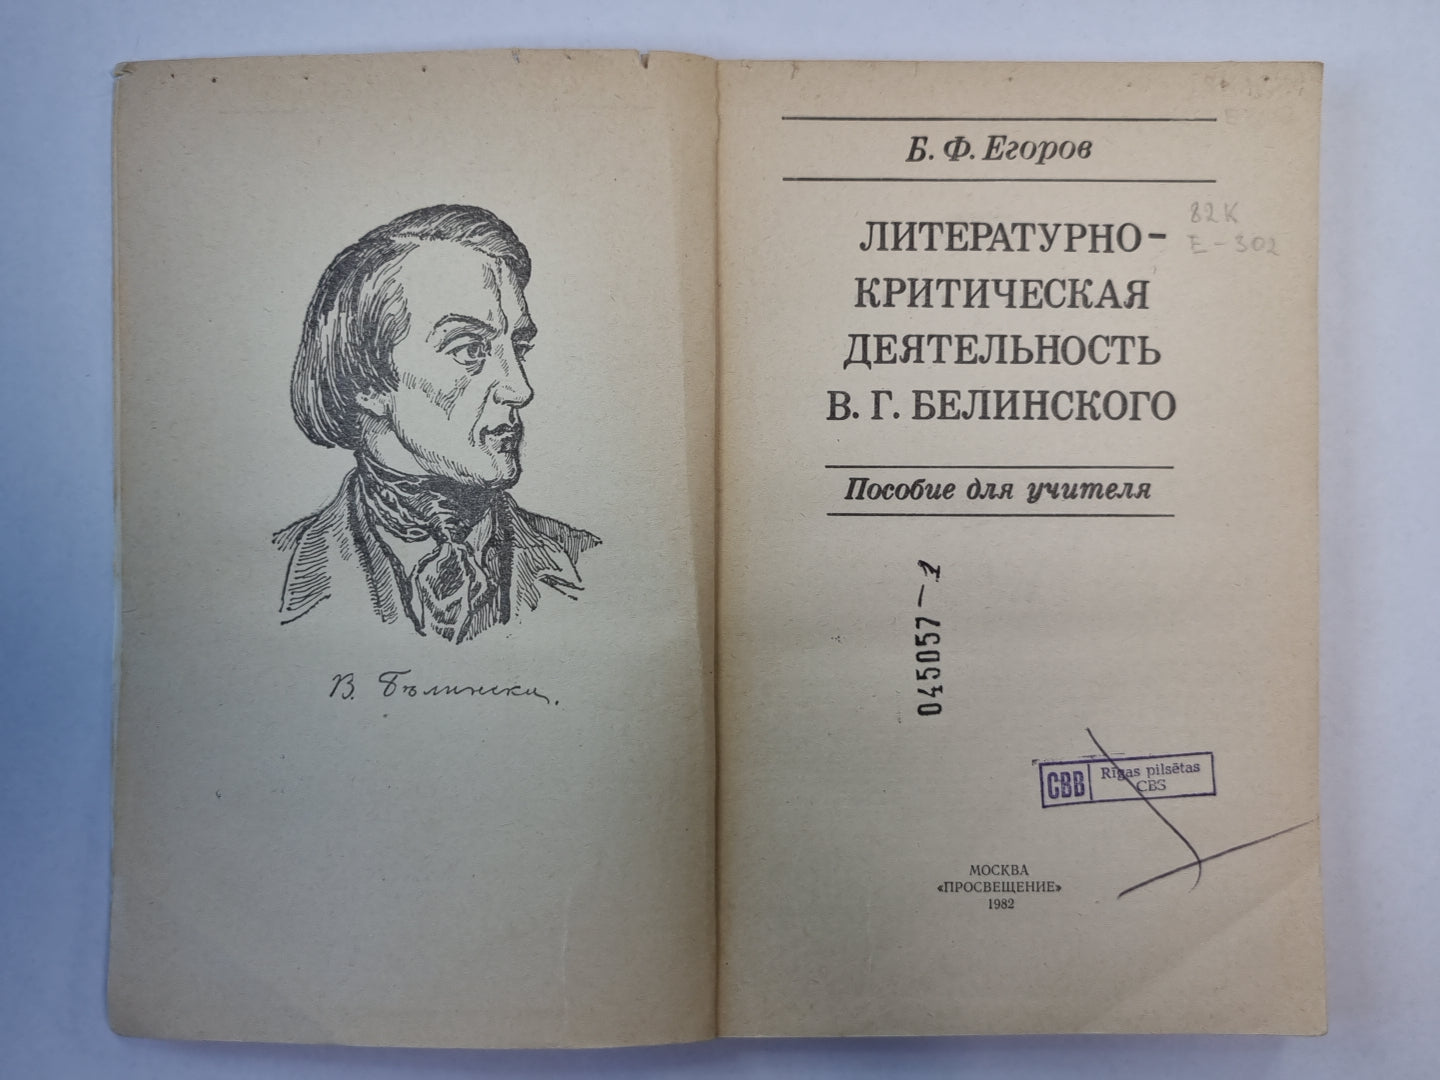 В. Бѣлински.
Б. Ф. Егоров
82К
Е-302
ЛИТЕРАТУРНО-
КРИТИЧЕСКАЯ
ДЕЯТЕЛЬНОСТЬ
В. Г. БЕЛИНСКОГО
Пособие для учителя
045057-1
CBB Rīgas pilsētas
CBS
МОСКВА
«ПРОСВЕЩЕНИЕ»
1982